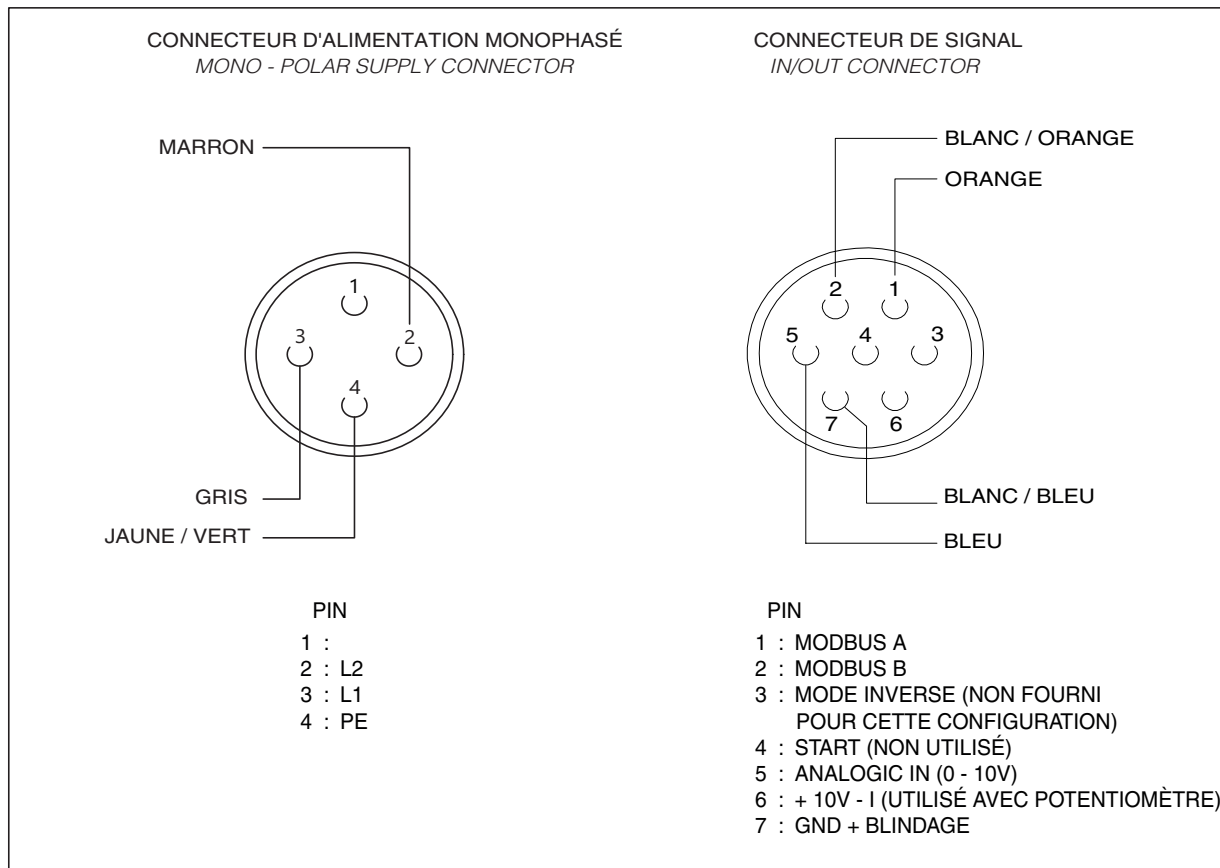 CONNECTEUR D'ALIMENTATION MONOPHASÉ
MONO - POLAR SUPPLY CONNECTOR
MARRON
1
3
2
4
GRIS
JAUNE / VERT
PIN
1 :
2 : L2
3 : L1
4 : PE
CONNECTEUR DE SIGNAL
IN/OUT CONNECTOR
BLANC / ORANGE
ORANGE
2 1
5 4 3
7 6
BLANC / BLEU
BLEU
PIN
1 : MODBUS A
2 : MODBUS B
3 : MODE INVERSE (NON FOURNI
POUR CETTE CONFIGURATION)
4 : START (NON UTILISÉ)
5 : ANALOGIC IN (0 - 10V)
6 : + 10V - I (UTILISÉ AVEC POTENTIOMÈTRE)
7 : GND + BLINDAGE